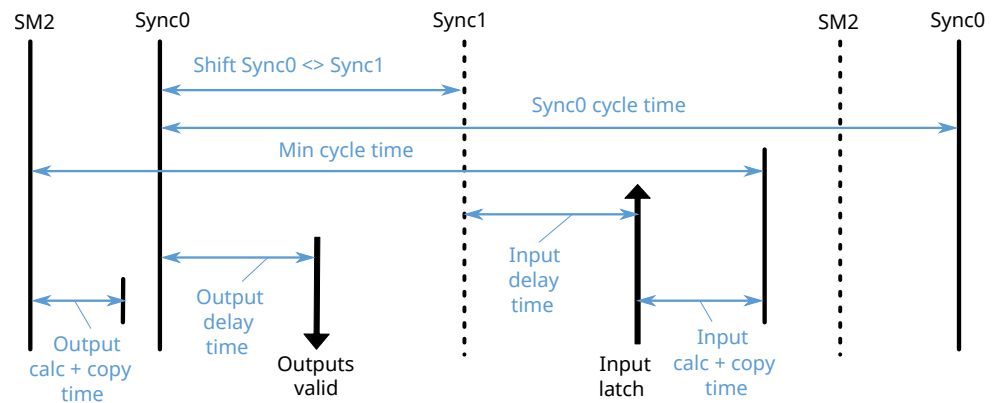 SM2
Sync0
Sync1
SM2
Sync0
Shift Sync0 <> Sync1
Sync0 cycle time
Min cycle time
Input
delay
time
Output
delay
time
Output
calc + copy
time
Outputs
valid
Input
latch
Input
calc + copy
time